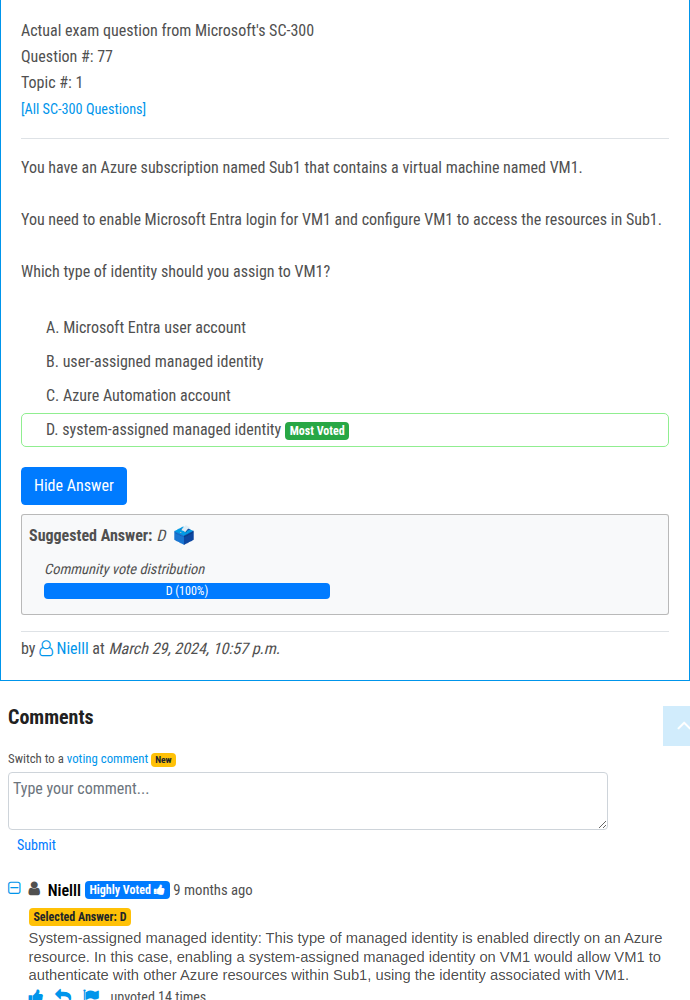 Actual exam question from Microsoft's SC-300
Question #: 77
Topic #: 1
[All SC-300 Questions]
You have an Azure subscription named Sub1 that contains a virtual machine named VM1.
You need to enable Microsoft Entra login for VM1 and configure VM1 to access the resources in Sub1.
Which type of identity should you assign to VM1?
A. Microsoft Entra user account
B. user-assigned managed identity
C. Azure Automation account
D. system-assigned managed identity Most Voted
Hide Answer
Suggested Answer: D
Community vote distribution
D (100%)
by Nielll at March 29, 2024, 10:57 p.m.
Comments
Switch to a voting comment New
Type your comment...
Submit
Nielll Highly Voted 9 months ago
Selected Answer: D
System-assigned managed identity: This type of managed identity is enabled directly on an Azure
resource. In this case, enabling a system-assigned managed identity on VM1 would allow VM1 to
authenticate with other Azure resources within Sub1, using the identity associated with VM1.
upvoted 14 times